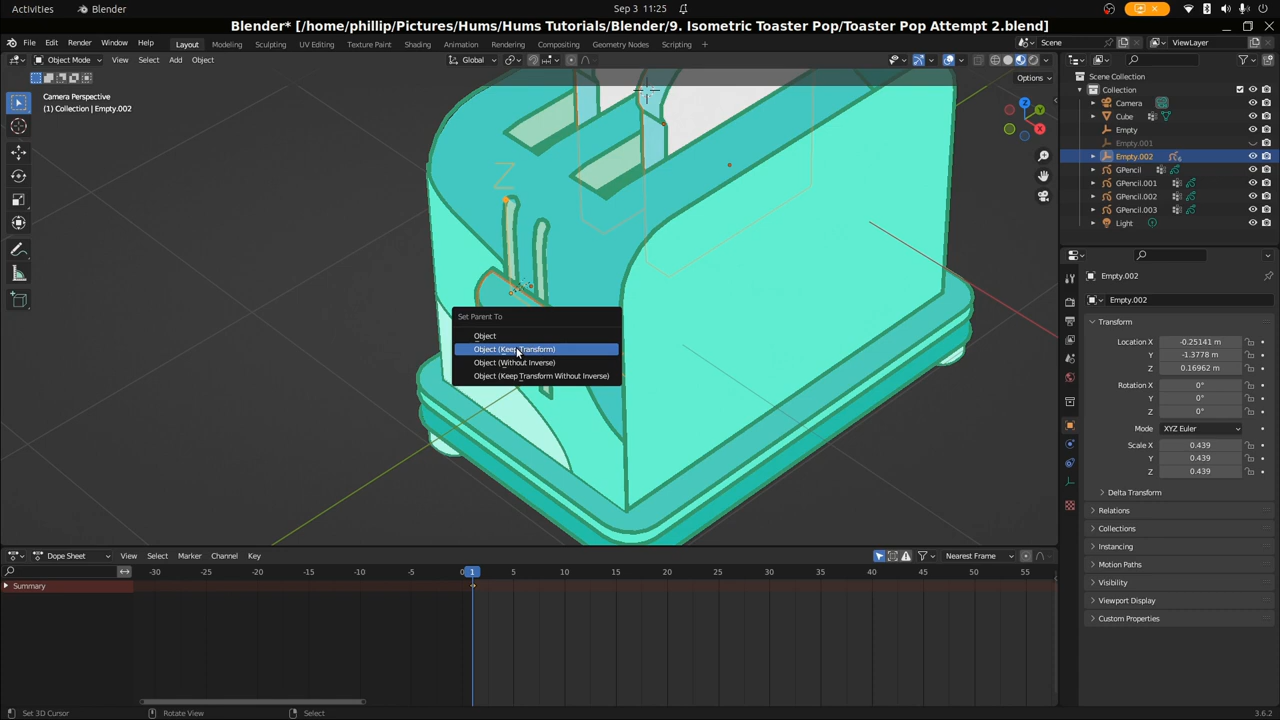 Activities
Blender
Sep 3 11:25
Blender* [/home/phillip/Pictures/Hums/Hums Tutorials/Blender/9. Isometric Toaster Pop/Toaster Pop Attempt 2.blend]
File Edit Render Window Help
Layout Modeling Sculpting UV Editing Texture Paint Shading Animation Rendering Compositing Geometry Nodes Scripting +
Scene
ViewLayer
Object Mode View Select Add Object
Global
Options
Camera Perspective
(1) Collection | Empty.002
Z
X
Y
Z
Set Parent To
Object
Object (Keep Transform)
Object (Without Inverse)
Object (Keep Transform Without Inverse)
Scene Collection
Collection
Camera
Cube
Empty
Empty.001
Empty.002
GPencil
GPencil.001
GPencil.002
GPencil.003
Light
Empty.002
Empty.002
Transform
Location X -0.25141 m
Y -1.3778 m
Z 0.16962 m
Rotation X 0°
Y 0°
Z 0°
Mode XYZ Euler
Scale X 0.439
Y 0.439
Z 0.439
Delta Transform
Relations
Collections
Instancing
Motion Paths
Visibility
Viewport Display
Custom Properties
Dope Sheet View Select Marker Channel Key
Nearest Frame
-30 -25 -20 -15 -10 -5 0 1 5 10 15 20 25 30 35 40 45 50 55
Summary
Set 3D Cursor
Rotate View
Select
3.6.2